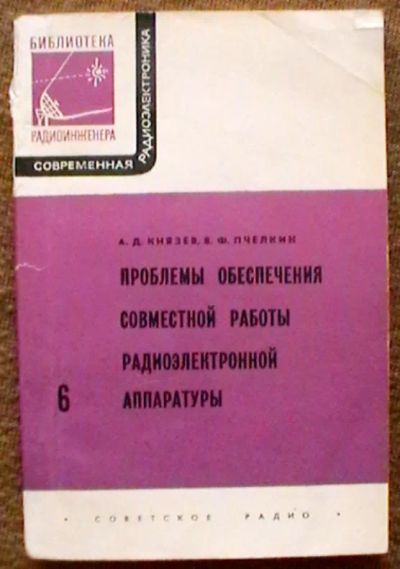 БИБЛИОТЕКА
РАДИОИНЖЕНЕРА
СОВРЕМЕННАЯ
РАДИОЭЛЕКТРОНИКА
А. Д. КНЯЗЕВ, В. Ф. ПЧЕЛКИН
ПРОБЛЕМЫ ОБЕСПЕЧЕНИЯ
СОВМЕСТНОЙ РАБОТЫ
РАДИОЭЛЕКТРОННОЙ
6 АППАРАТУРЫ
• СОВЕТСКОЕ РАДИО •